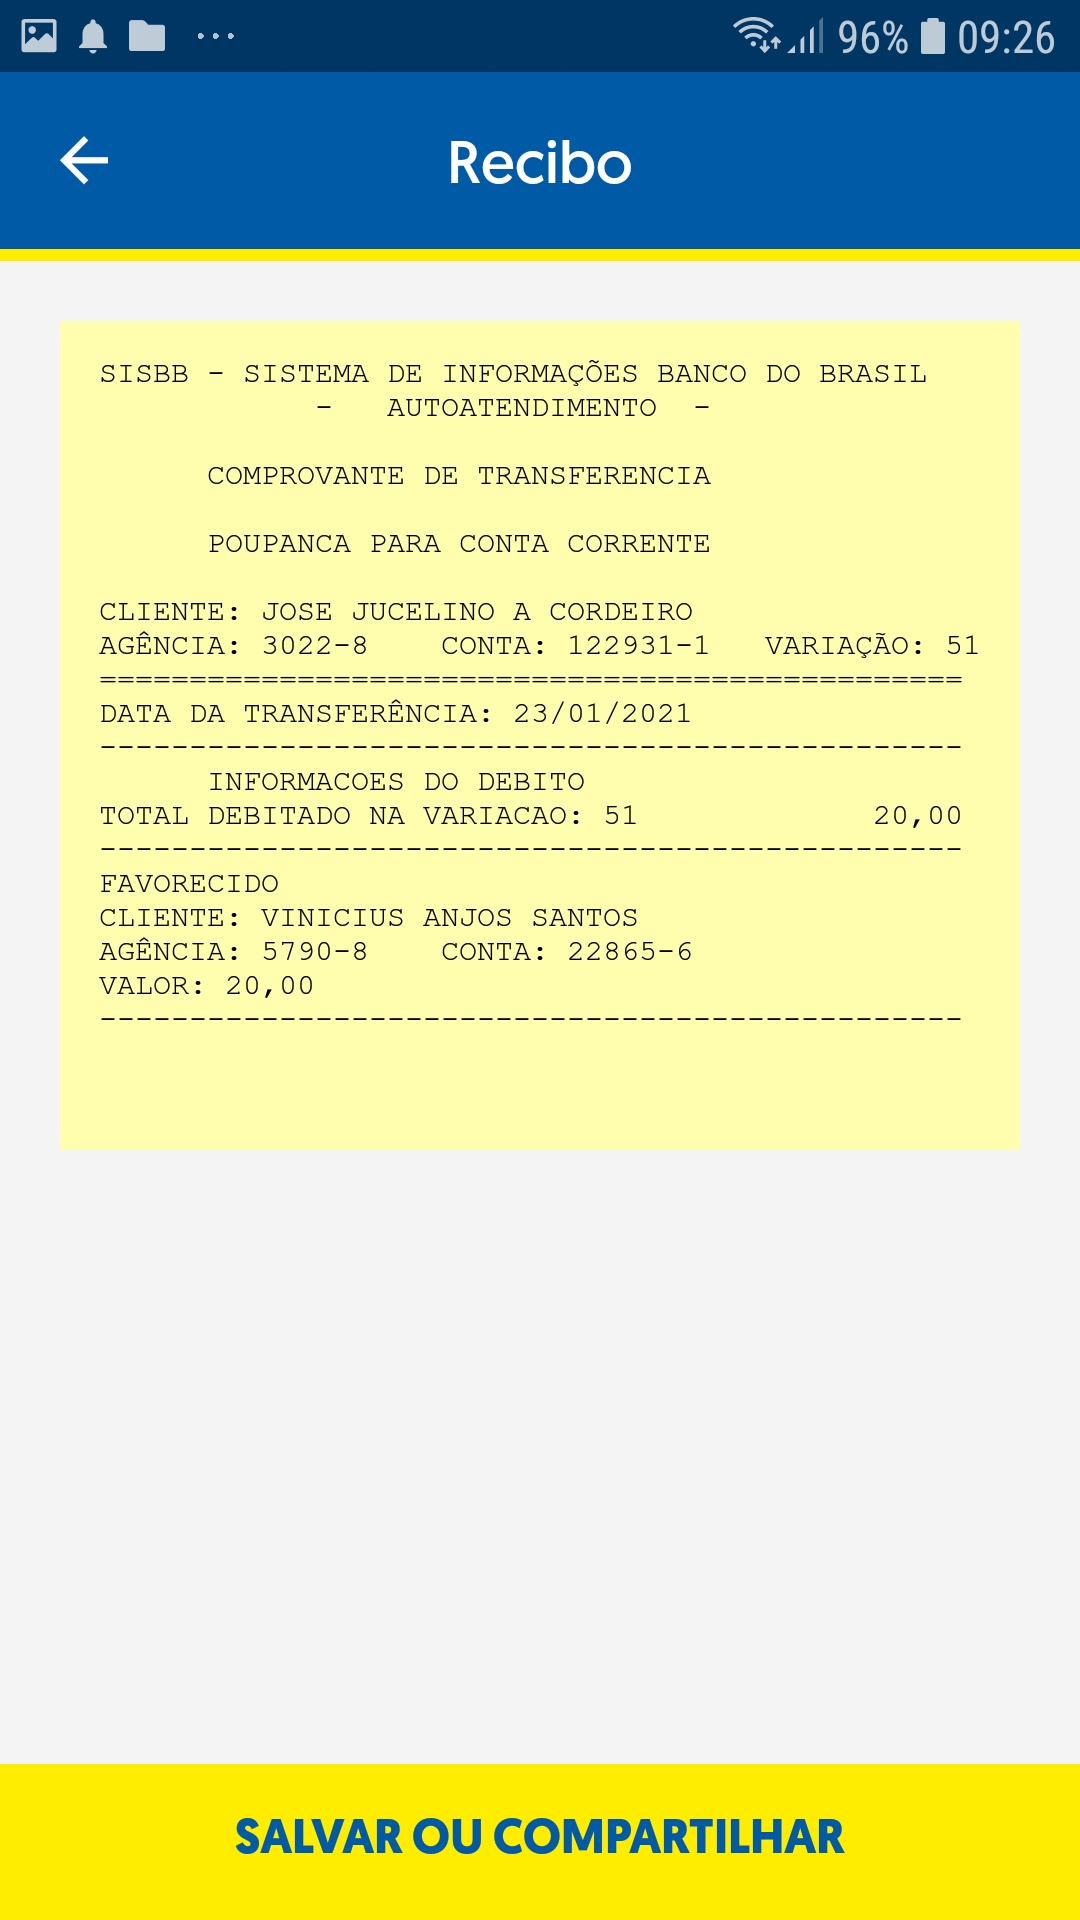 96% 09:26
Recibo
SISBB - SISTEMA DE INFORMAÇÕES BANCO DO BRASIL
- AUTOATENDIMENTO -
COMPROVANTE DE TRANSFERENCIA
POUPANCA PARA CONTA CORRENTE
CLIENTE: JOSE JUCELINO A CORDEIRO
AGÊNCIA: 3022-8 CONTA: 122931-1 VARIAÇÃO: 51
================================================
DATA DA TRANSFERÊNCIA: 23/01/2021
------------------------------------------------
INFORMACOES DO DEBITO
TOTAL DEBITADO NA VARIACAO: 51 20,00
------------------------------------------------
FAVORECIDO
CLIENTE: VINICIUS ANJOS SANTOS
AGÊNCIA: 5790-8 CONTA: 22865-6
VALOR: 20,00
------------------------------------------------
SALVAR OU COMPARTILHAR